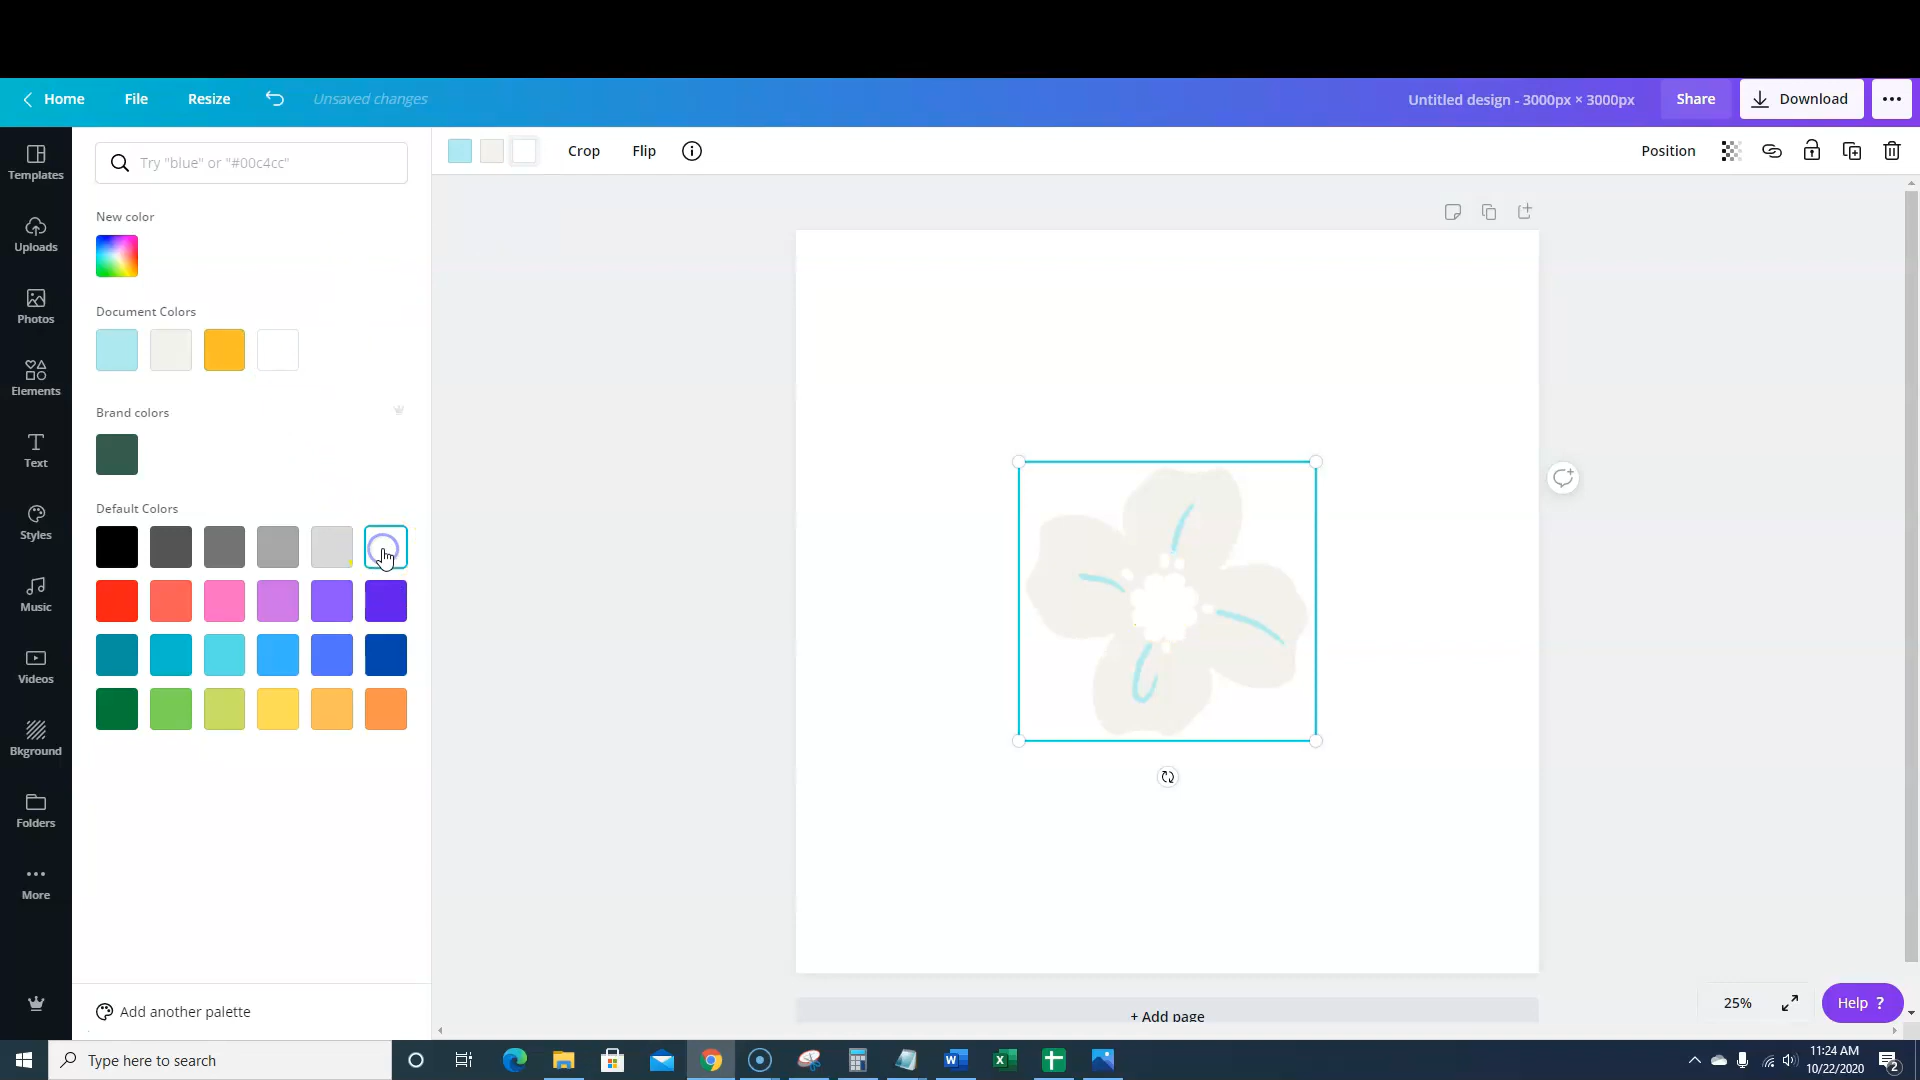 Home
File
Resize
Unsaved changes
Untitled design - 3000px × 3000px
Share
Download
Templates
Uploads
Photos
Elements
Text
Styles
Music
Videos
Bkground
Folders
More
Try "blue" or "#00c4cc"
New color
Document Colors
Brand colors
Default Colors
Add another palette
Crop
Flip
Position
+ Add page
25%
Help ?
Type here to search
11:24 AM
10/22/2020
2